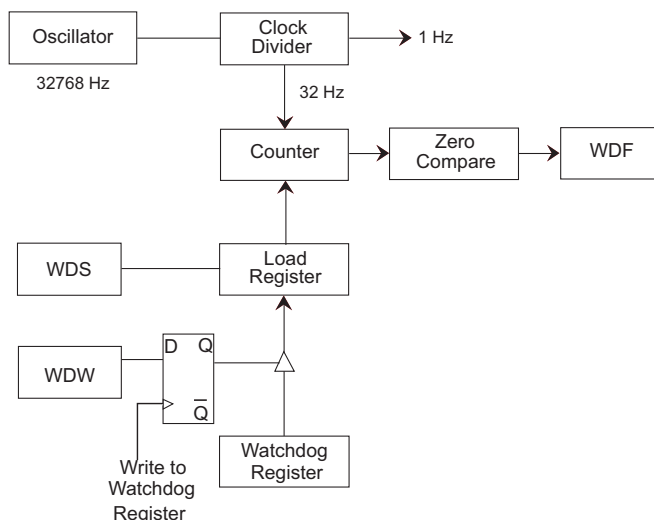 Oscillator
Clock
Divider
1 Hz
32768 Hz
32 Hz
Counter
Zero
Compare
WDF
WDS
Load
Register
WDW
D
Q
Q̅
Watchdog
Register
Write to
Watchdog
Register